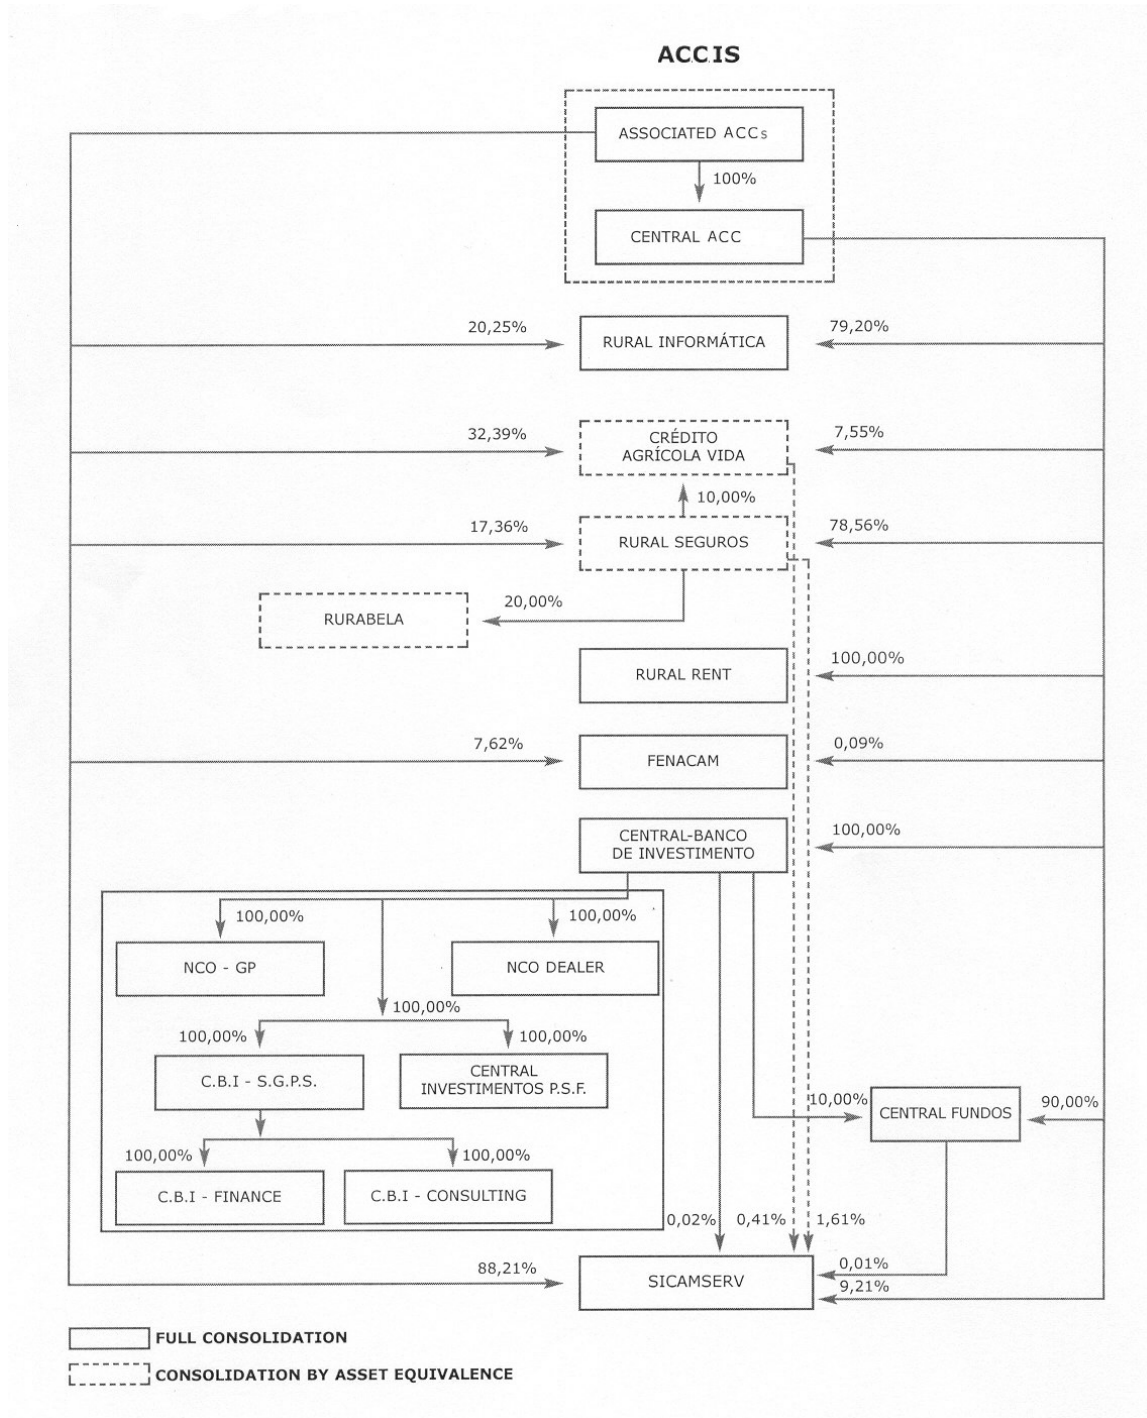 ACCIS
ASSOCIATED ACCs
100%
CENTRAL ACC
20,25%
RURAL INFORMÁTICA
79,20%
32,39%
CRÉDITO
AGRÍCOLA VIDA
7,55%
10,00%
17,36%
RURAL SEGUROS
78,56%
20,00%
RURABELA
100,00%
RURAL RENT
7,62%
FENACAM
0,09%
CENTRAL-BANCO
DE INVESTIMENTO
100,00%
100,00%
100,00%
NCO - GP
NCO DEALER
100,00%
100,00%
100,00%
C.B.I - S.G.P.S.
CENTRAL
INVESTIMENTOS P.S.F.
10,00%
CENTRAL FUNDOS
90,00%
100,00%
100,00%
C.B.I - FINANCE
C.B.I - CONSULTING
0,02%
0,41%
1,61%
88,21%
SICAMSERV
0,01%
9,21%
FULL CONSOLIDATION
CONSOLIDATION BY ASSET EQUIVALENCE